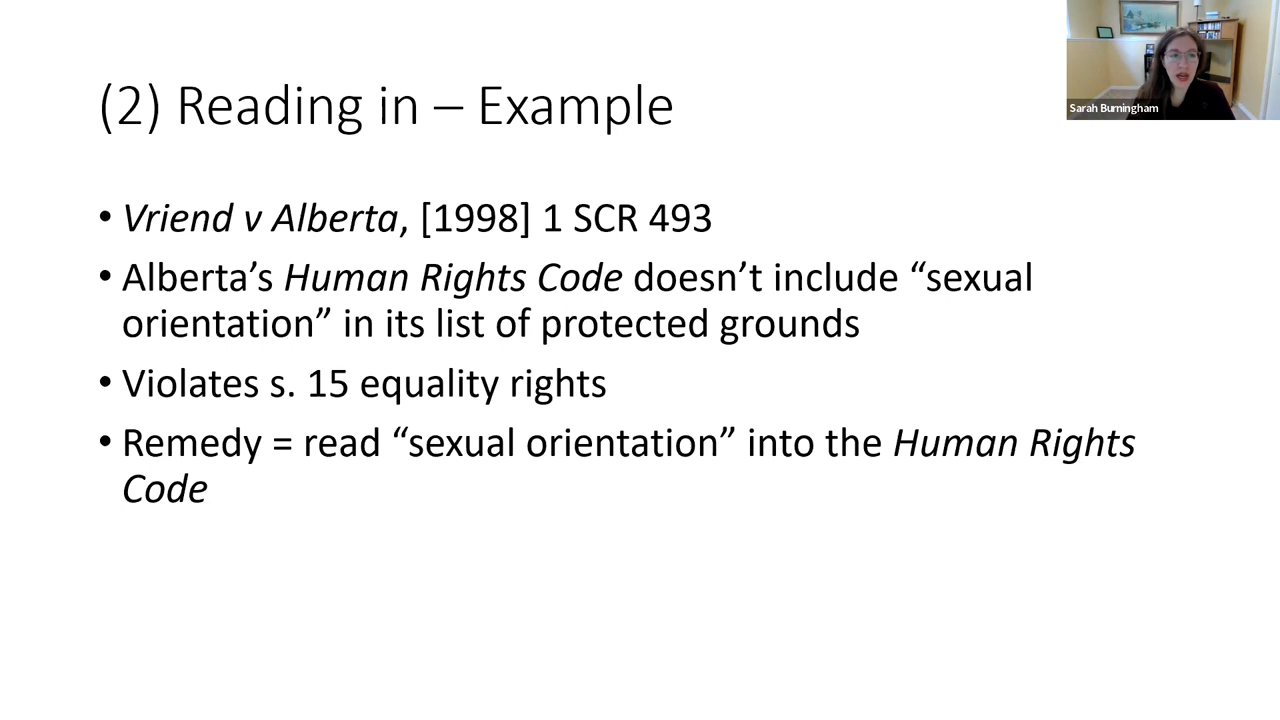 (2) Reading in – Example
Sarah Burningham
• Vriend v Alberta, [1998] 1 SCR 493
• Alberta’s Human Rights Code doesn’t include “sexual
orientation” in its list of protected grounds
• Violates s. 15 equality rights
• Remedy = read “sexual orientation” into the Human Rights
Code